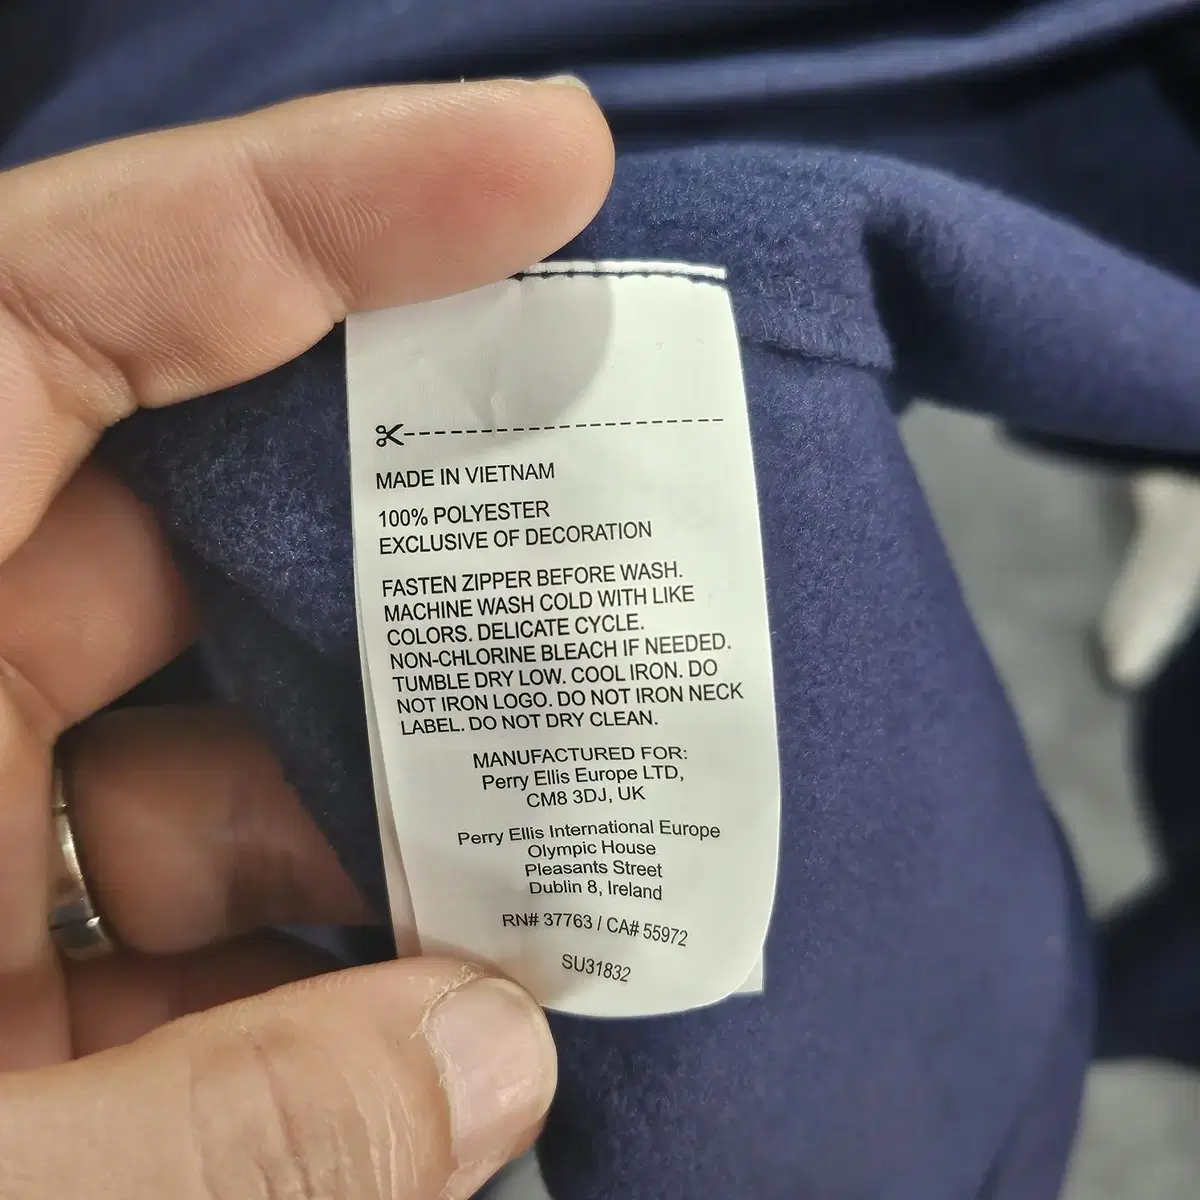 MADE IN VIETNAM
100% POLYESTER
EXCLUSIVE OF DECORATION
FASTEN ZIPPER BEFORE WASH.
MACHINE WASH COLD WITH LIKE
COLORS. DELICATE CYCLE.
NON-CHLORINE BLEACH IF NEEDED.
TUMBLE DRY LOW. COOL IRON. DO
NOT IRON LOGO. DO NOT IRON NECK
LABEL. DO NOT DRY CLEAN.
MANUFACTURED FOR:
Perry Ellis Europe LTD,
CM8 3DJ, UK
Perry Ellis International Europe
Olympic House
Pleasants Street
Dublin 8, Ireland
RN# 37763 / CA# 55972
SU31832